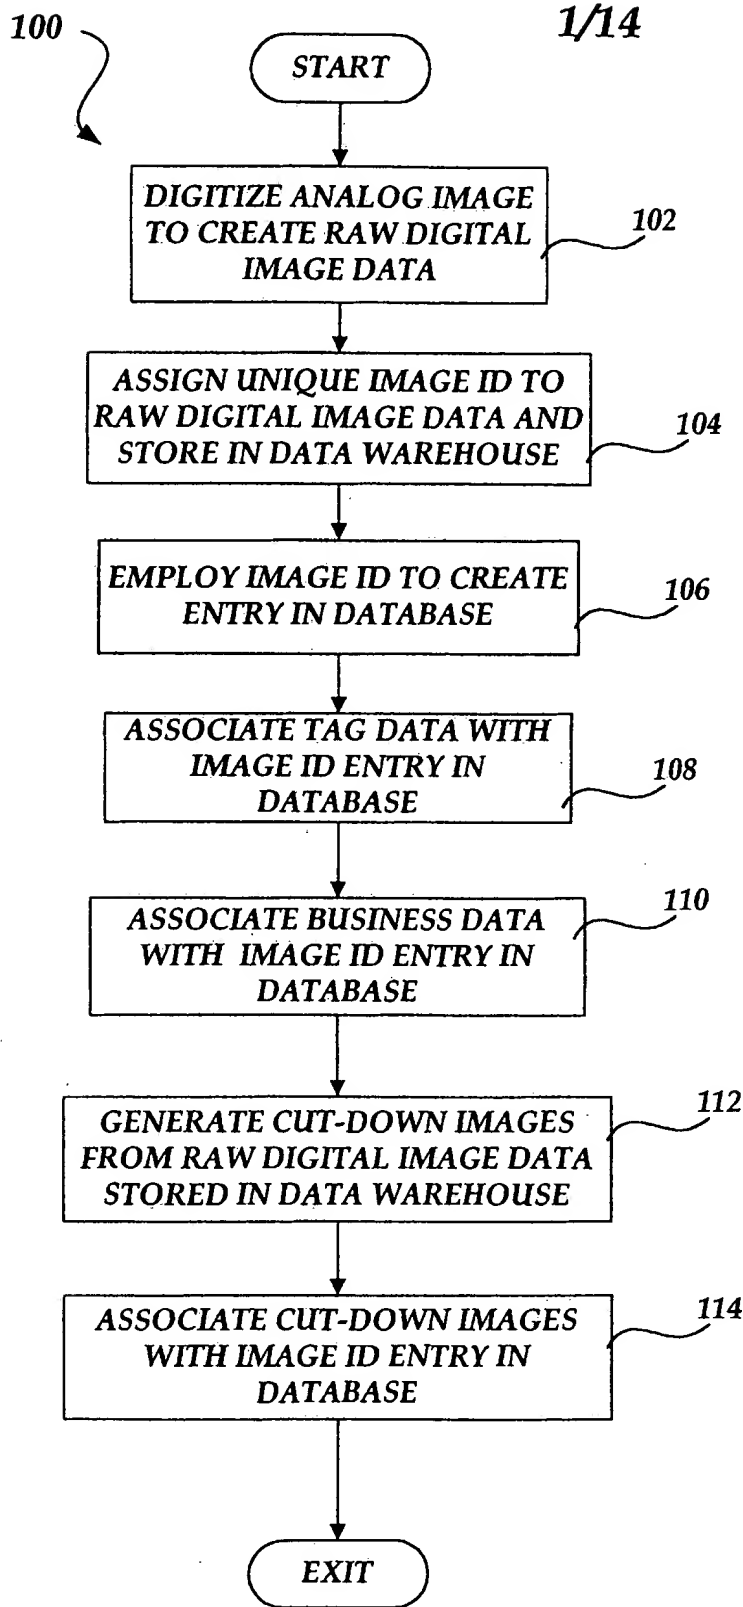 100
1/14
START
DIGITIZE ANALOG IMAGE
TO CREATE RAW DIGITAL
IMAGE DATA
102
ASSIGN UNIQUE IMAGE ID TO
RAW DIGITAL IMAGE DATA AND
STORE IN DATA WAREHOUSE
104
EMPLOY IMAGE ID TO CREATE
ENTRY IN DATABASE
106
ASSOCIATE TAG DATA WITH
IMAGE ID ENTRY IN
DATABASE
108
ASSOCIATE BUSINESS DATA
WITH IMAGE ID ENTRY IN
DATABASE
110
GENERATE CUT-DOWN IMAGES
FROM RAW DIGITAL IMAGE DATA
STORED IN DATA WAREHOUSE
112
ASSOCIATE CUT-DOWN IMAGES
WITH IMAGE ID ENTRY IN
DATABASE
114
EXIT